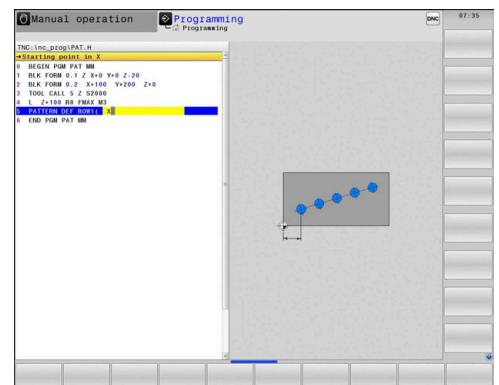 Manual operation
Programming
Programming
DNC
07:35
TNC:\nc_prog\PAT.H
→Starting point in X
0 BEGIN PGM PAT MM
1 BLK FORM 0.1 Z X+0 Y+0 Z-20
2 BLK FORM 0.2 X+100 Y+200 Z+0
3 TOOL CALL 5 Z S2000
4 L Z+100 R0 FMAX M3
5 PATTERN DEF ROW1( X
6 END PGM PAT MM